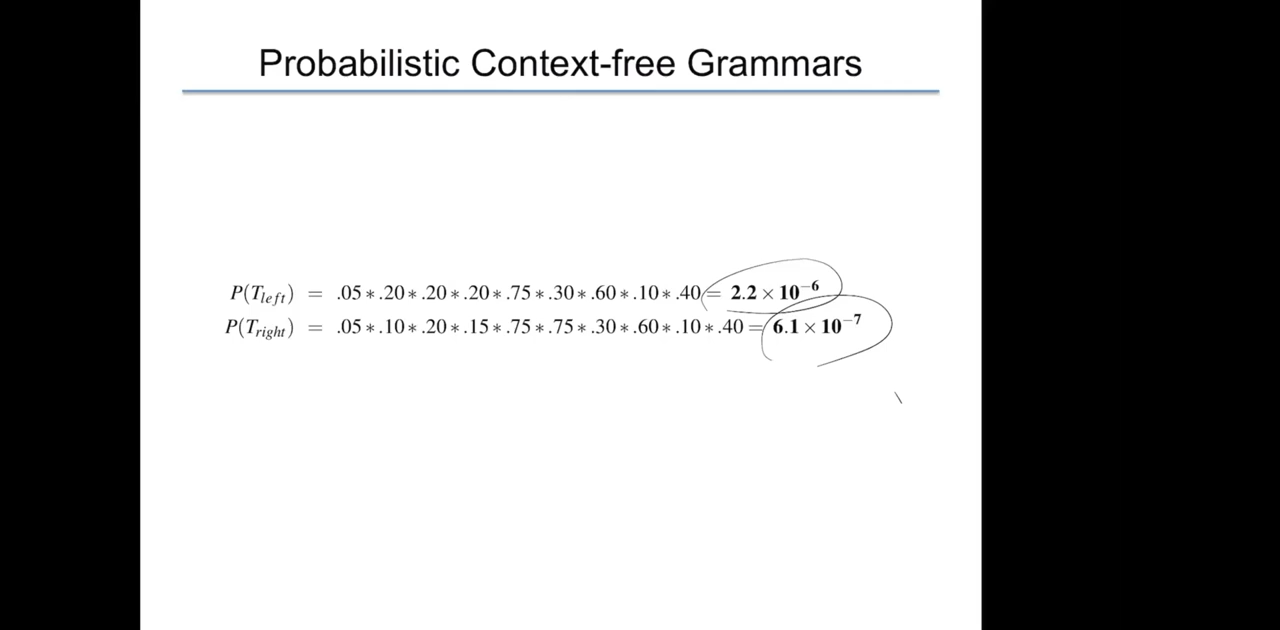 Probabilistic Context-free Grammars
P(T_left) = .05 * .20 * .20 * .20 * .75 * .30 * .60 * .10 * .40 = 2.2 × 10⁻⁶
P(T_right) = .05 * .10 * .20 * .15 * .75 * .75 * .30 * .60 * .10 * .40 = 6.1 × 10⁻⁷